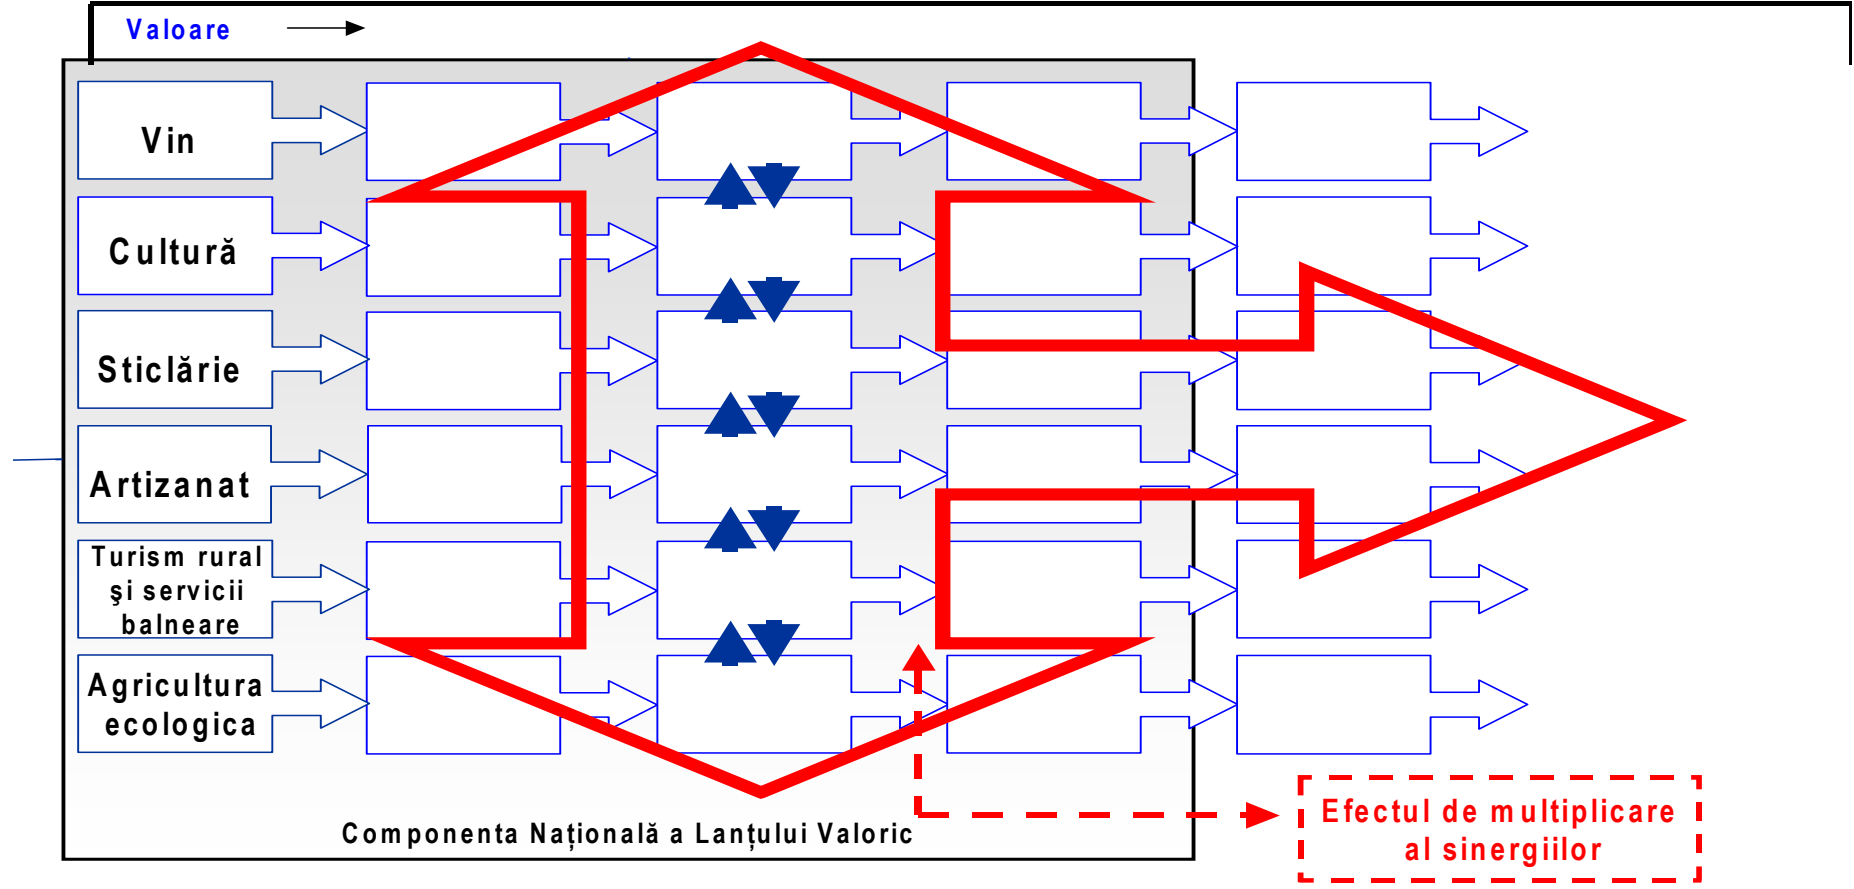 Valoare
Vin
Cultură
Sticlărie
Artizanat
Turism rural
şi servicii
balneare
Agricultura
ecologica
Componenta Națională a Lanțului Valoric
Efectul de multiplicare
al sinergiilor